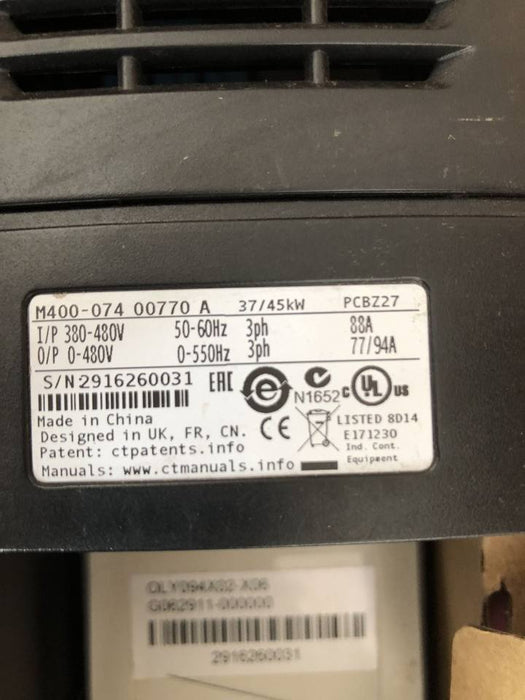 M400-074 00770 A 37/45kW PCBZ27
I/P 380-480V 50-60Hz 3ph 88A
O/P 0-480V 0-550Hz 3ph 77/94A
S/N 2916260031 EAC
N1652
C UL US
Made in China
Designed in UK, FR, CN. CE
LISTED 8D14
E171230
Patent: ctpatents.info
Ind. Cont.
Equipment
Manuals: www.ctmanuals.info
2916260031